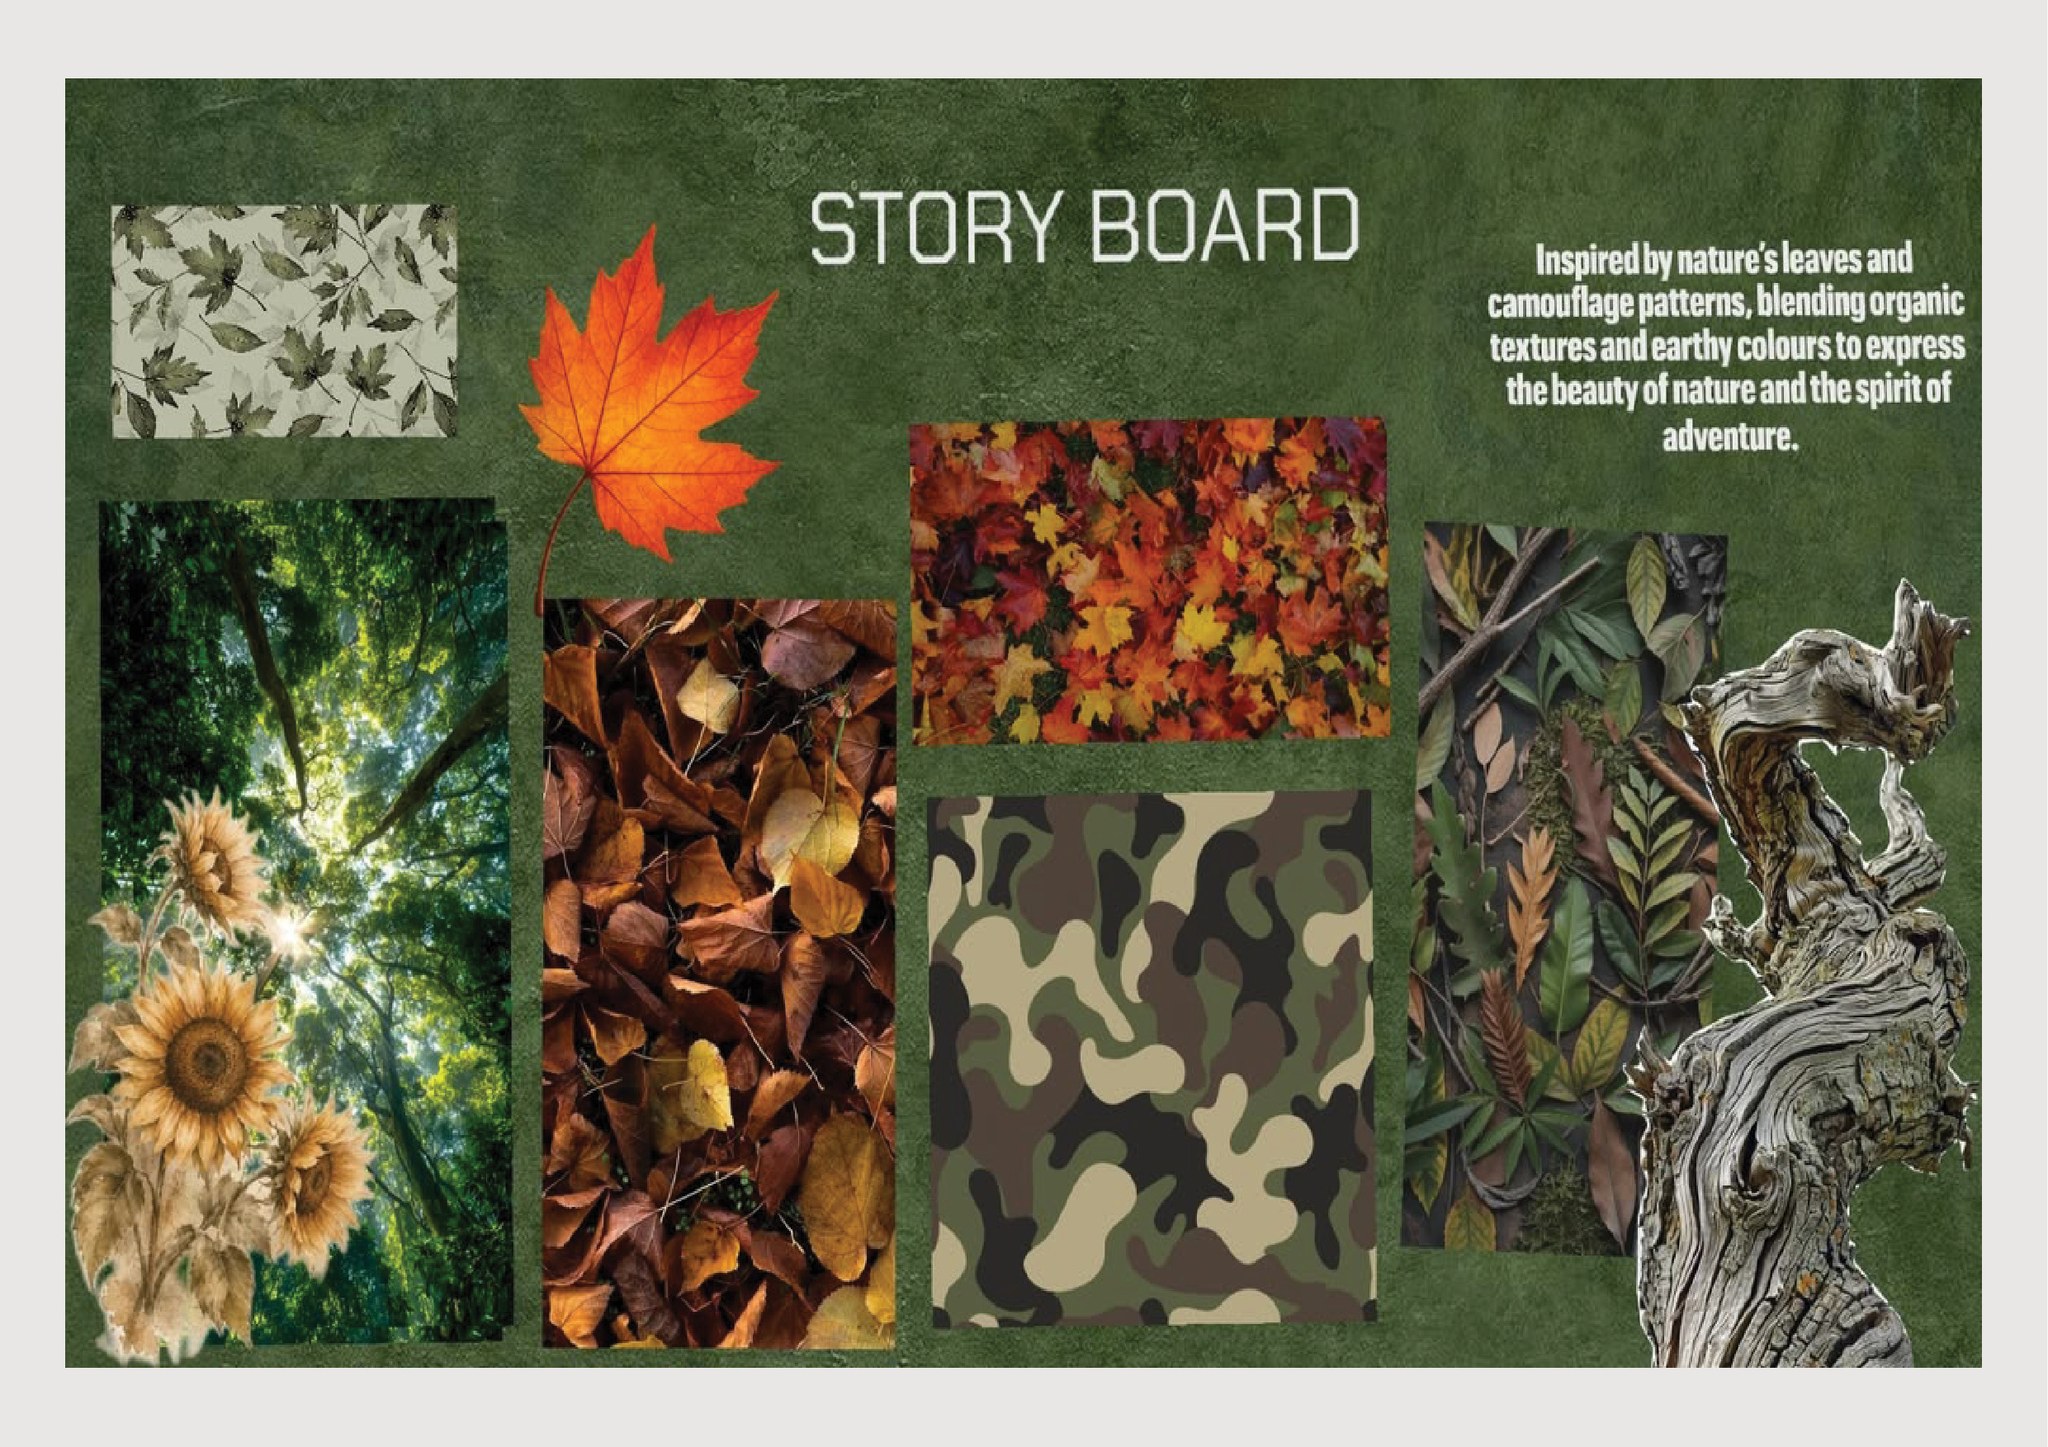 STORY BOARD
Inspired by nature's leaves and
camouflage patterns, blending organic
textures and earthy colours to express
the beauty of nature and the spirit of
adventure.